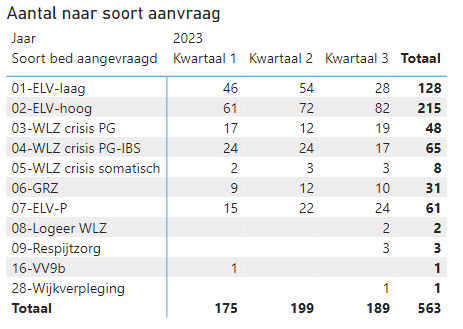 Aantal naar soort aanvraag
Jaar 2023
Soort bed aangevraagd Kwartaal 1 Kwartaal 2 Kwartaal 3 Totaal
01-ELV-laag 46 54 28 128
02-ELV-hoog 61 72 82 215
03-WLZ crisis PG 17 12 19 48
04-WLZ crisis PG-IBS 24 24 17 65
05-WLZ crisis somatisch 2 3 3 8
06-GRZ 9 12 10 31
07-ELV-P 15 22 24 61
08-Logeer WLZ 2 2
09-Respijtzorg 3 3
16-VV9b 1 1
28-Wijkverpleging 1 1
Totaal 175 199 189 563